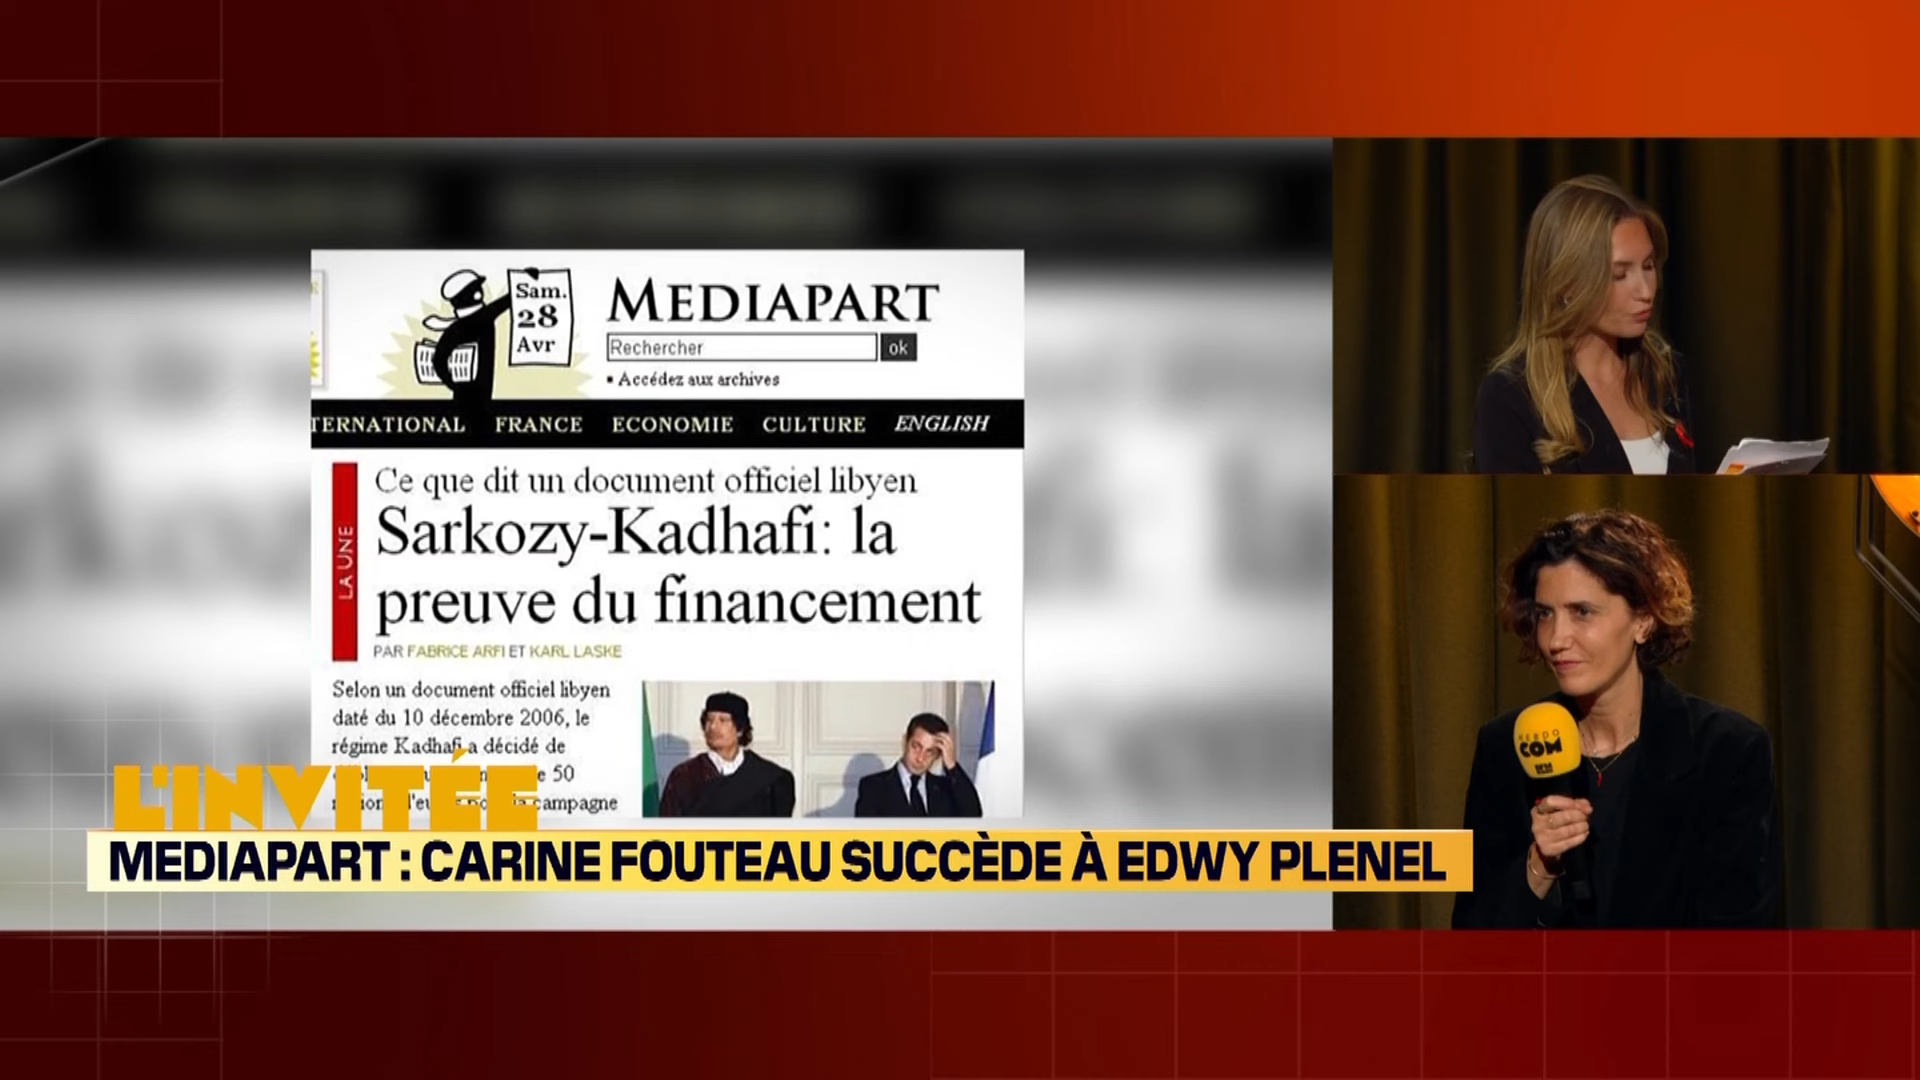 Sam.
28
Avr
MEDIAPART
Rechercher
ok
▪ Accédez aux archives
TERNATIONAL FRANCE ECONOMIE CULTURE ENGLISH
LA UNE
Ce que dit un document officiel libyen
Sarkozy-Kadhafi: la
preuve du financement
PAR FABRICE ARFI ET KARL LASKE
Selon un document officiel libyen
daté du 10 décembre 2006, le
régime Kadhafi a décidé de
50
campagne
L'INVITÉE
MEDIAPART : CARINE FOUTEAU SUCCÈDE À EDWY PLENEL
HEBDO
COM